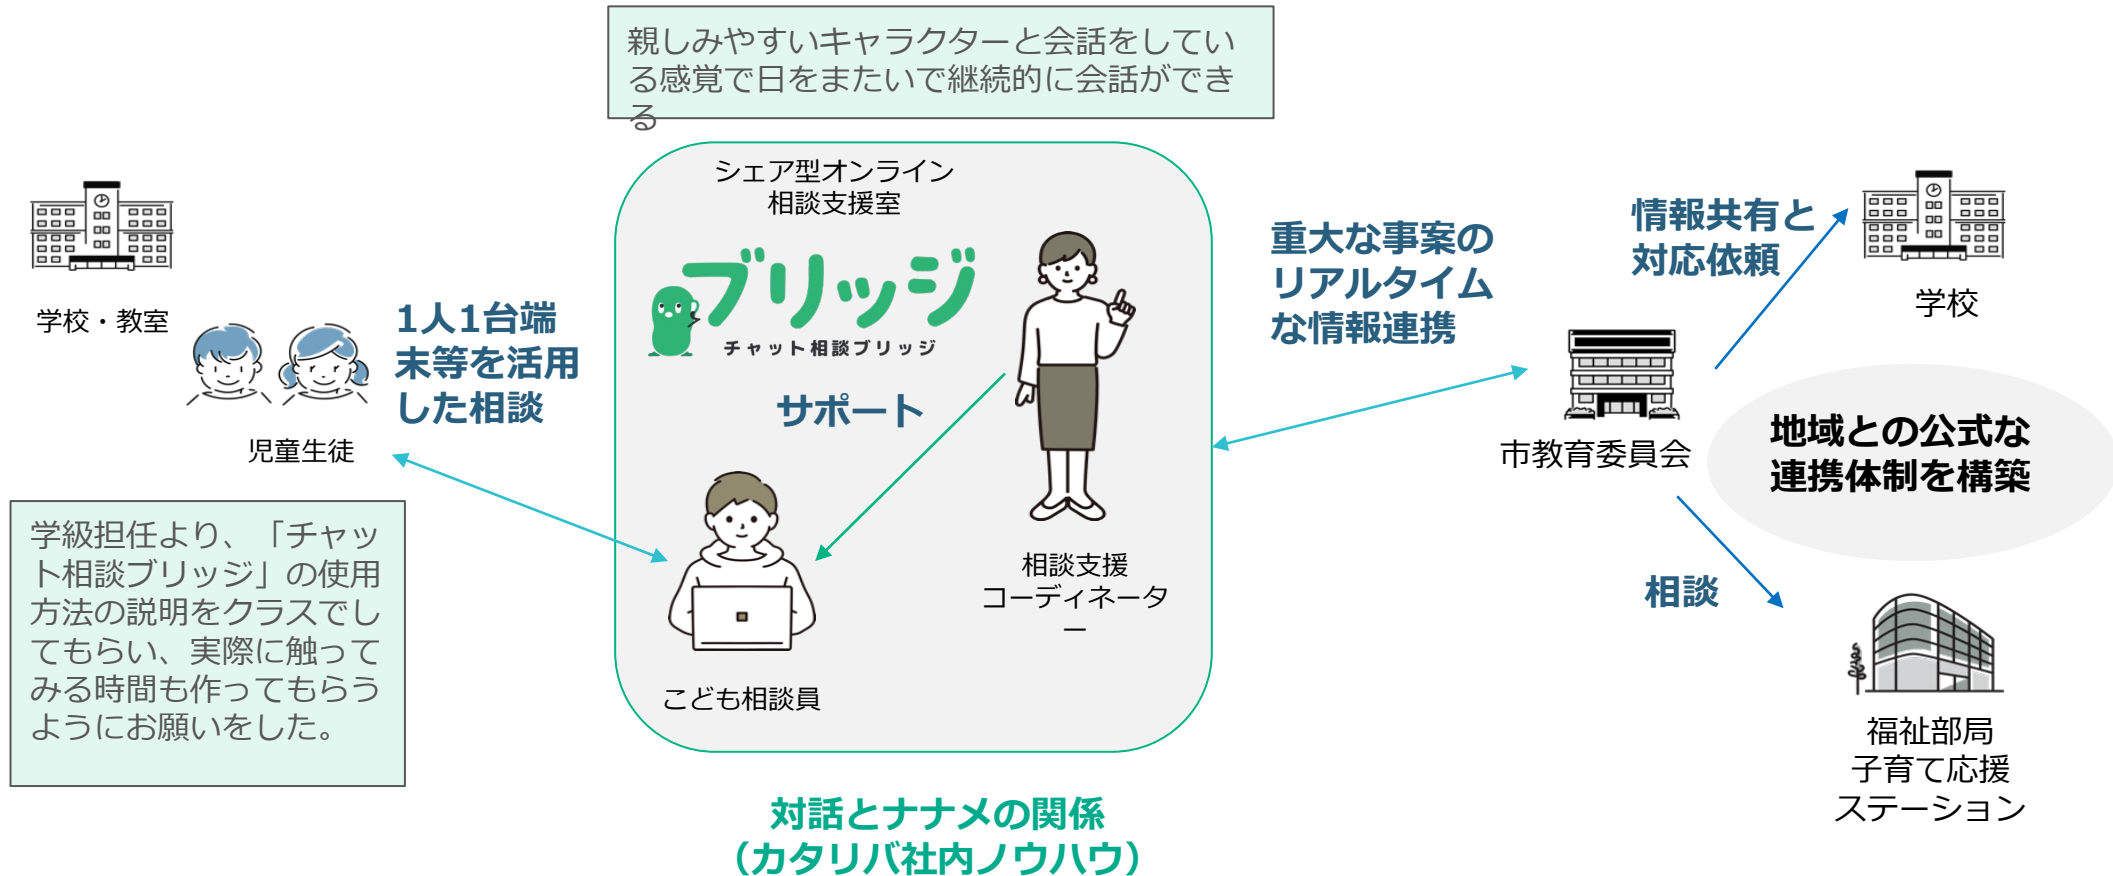 親しみやすいキャラクターと会話をしてい
る感覚で日をまたいで継続的に会話ができ
る
シェア型オンライン
相談支援室
ブリッジ
チャット相談ブリッジ
サポート
相談支援
コーディネータ
ー
こども相談員
学校・教室
児童生徒
1人1台端
末等を活用
した相談
学級担任より、「チャッ
ト相談ブリッジ」の使用
方法の説明をクラスでし
てもらい、実際に触って
みる時間も作ってもらう
ようにお願いをした。
対話とナナメの関係
（カタリバ社内ノウハウ）
重大な事案の
リアルタイム
な情報連携
市教育委員会
情報共有と
対応依頼
学校
地域との公式な
連携体制を構築
相談
福祉部局
子育て応援
ステーション